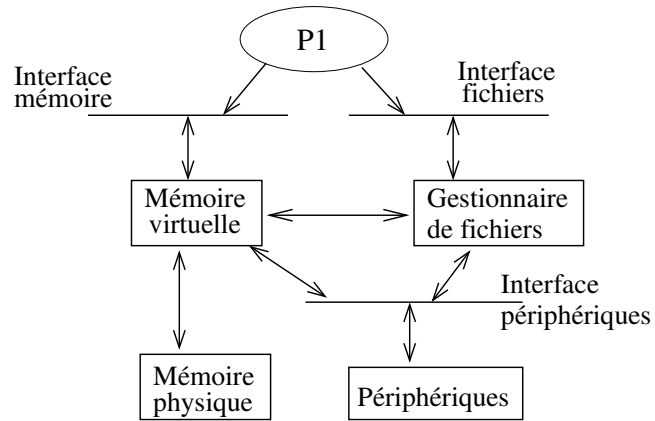 P1
Interface
mémoire
Interface
fichiers
Mémoire
virtuelle
Gestionnaire
de fichiers
Interface
périphériques
Mémoire
physique
Périphériques